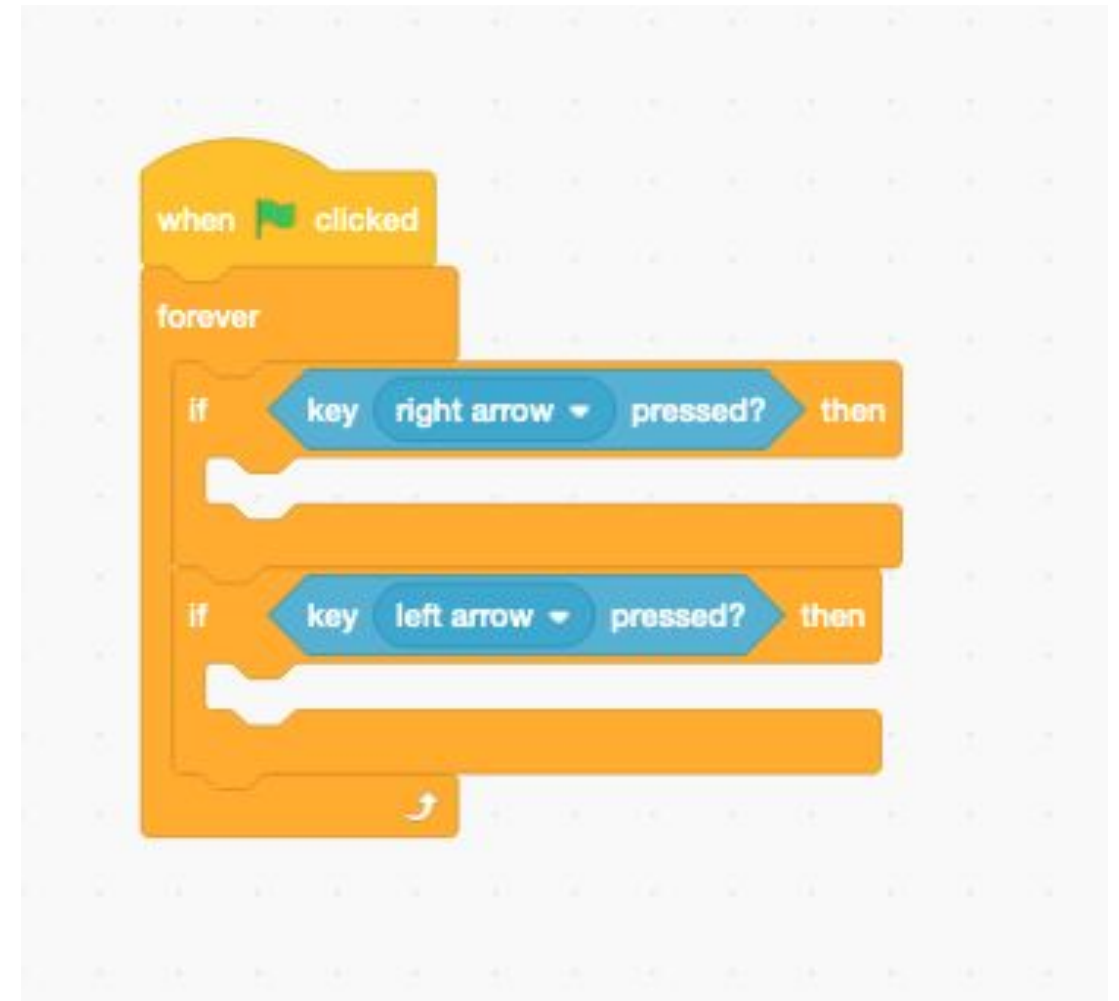 when clicked
forever
if key right arrow pressed? then
if key left arrow pressed? then